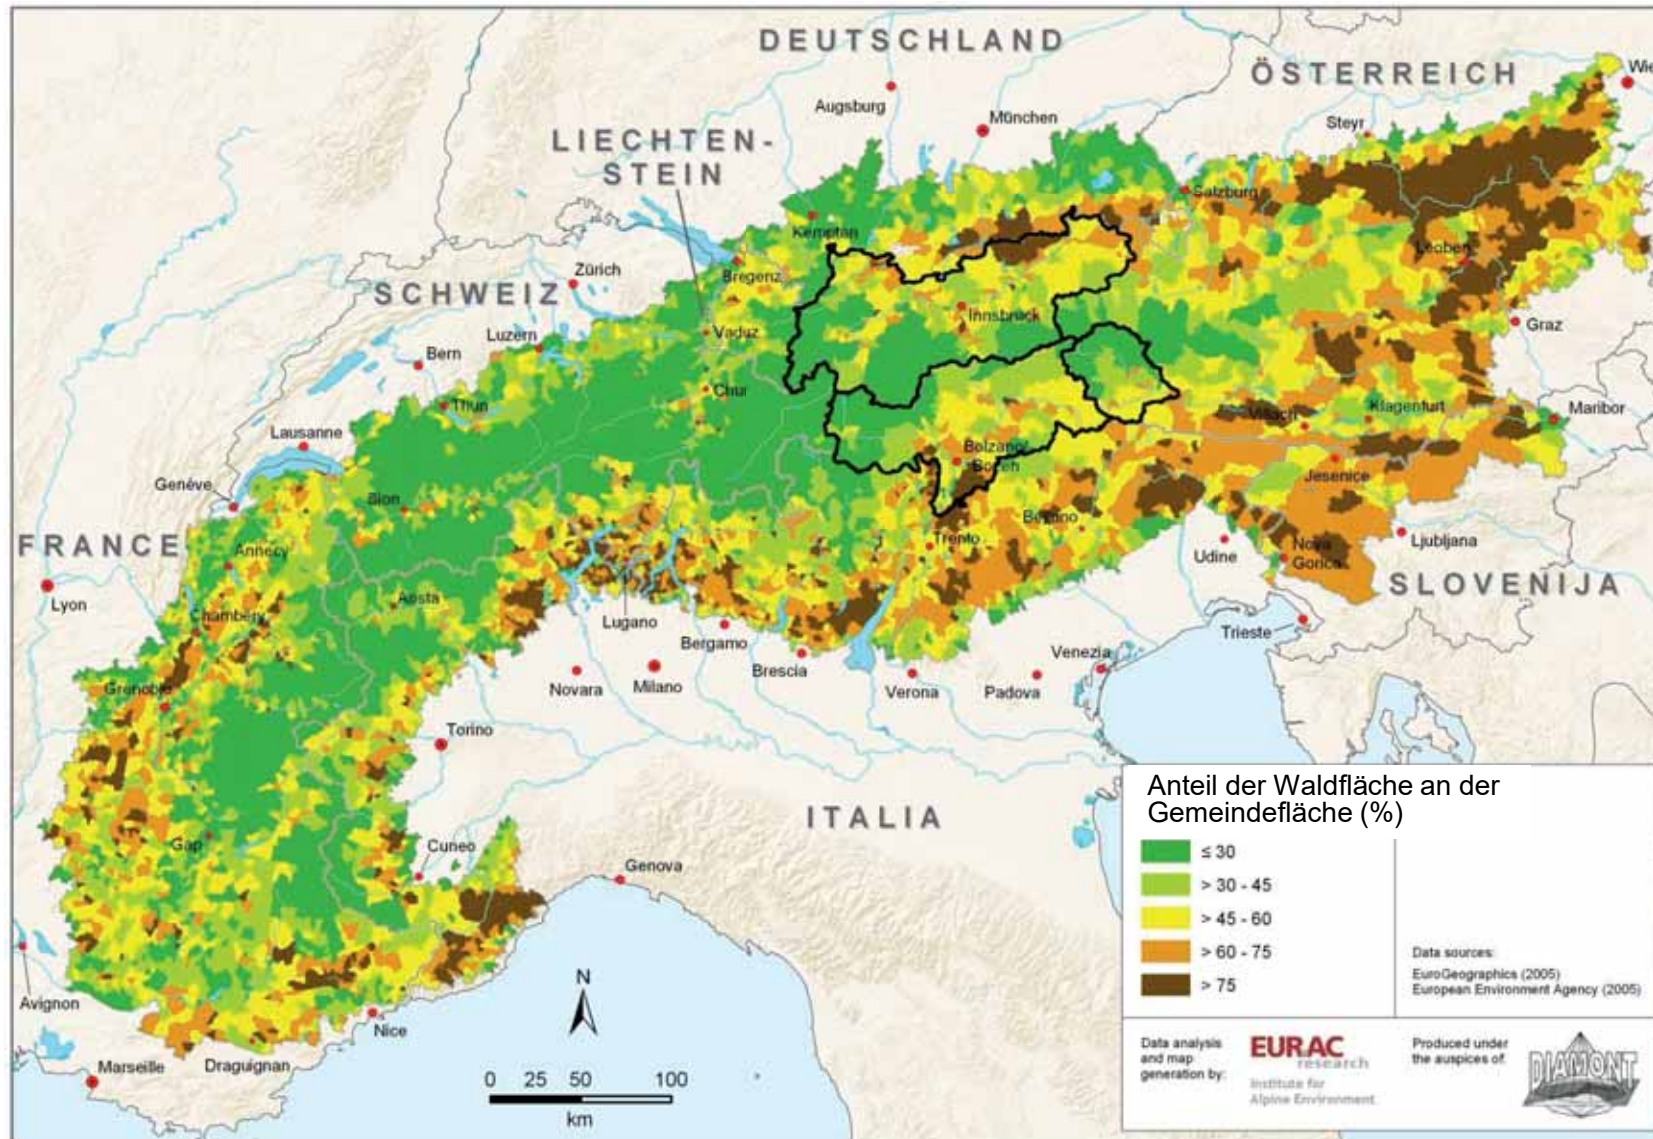 DEUTSCHLAND
ÖSTERREICH
Wie
Augsburg
München
Steyr
LIECHTEN-
STEIN
Salzburg
Kempten
Leoben
Bregenz
Zürich
SCHWEIZ
Innsbruck
Graz
Vaduz
Luzern
Bern
Chur
Thun
Villach
Klagenfurt
Maribor
Lausanne
Bolzano/
Bozen
Jesenice
Genéve
Sion
Belluno
FRANCE
Annecy
Trento
Udine
Nova
Gorica
Ljubljana
SLOVENIJA
Lyon
Aosta
Chambéry
Lugano
Bergamo
Trieste
Brescia
Venezia
Grenoble
Novara
Milano
Verona
Padova
Torino
Anteil der Waldfläche an der
Gemeindefläche (%)
ITALIA
Gap
Cuneo
Genova
≤ 30
> 30 - 45
> 45 - 60
> 60 - 75
> 75
Data sources:
EuroGeographics (2005)
European Environment Agency (2005)
N
Avignon
Nice
Marseille
Draguignan
0 25 50 100
km
Data analysis
and map
generation by:
EURAC
research
Institute for
Alpine Environment
Produced under
the auspices of:
DIAMONT